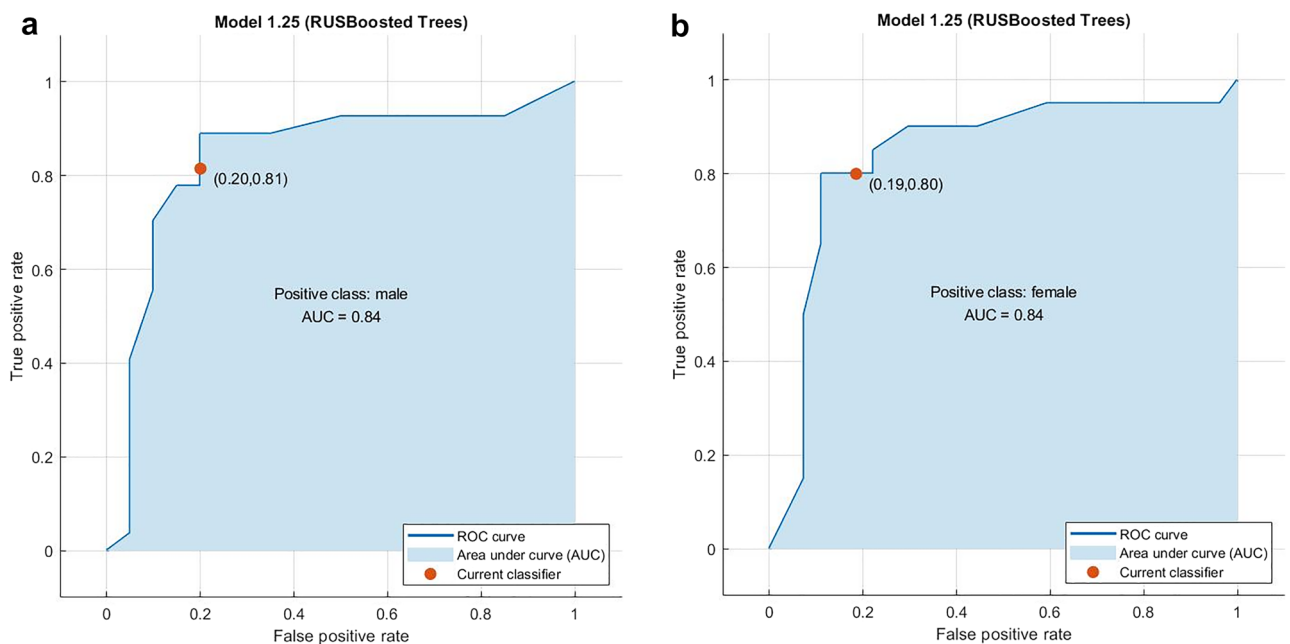 a
Model 1.25 (RUSBoosted Trees)
1
0.8
0.6
0.4
0.2
0
True positive rate
(0.20,0.81)
Positive class: male
AUC = 0.84
ROC curve
Area under curve (AUC)
Current classifier
0 0.2 0.4 0.6 0.8 1
False positive rate
b
Model 1.25 (RUSBoosted Trees)
1
0.8
0.6
0.4
0.2
0
True positive rate
(0.19,0.80)
Positive class: female
AUC = 0.84
ROC curve
Area under curve (AUC)
Current classifier
0 0.2 0.4 0.6 0.8 1
False positive rate